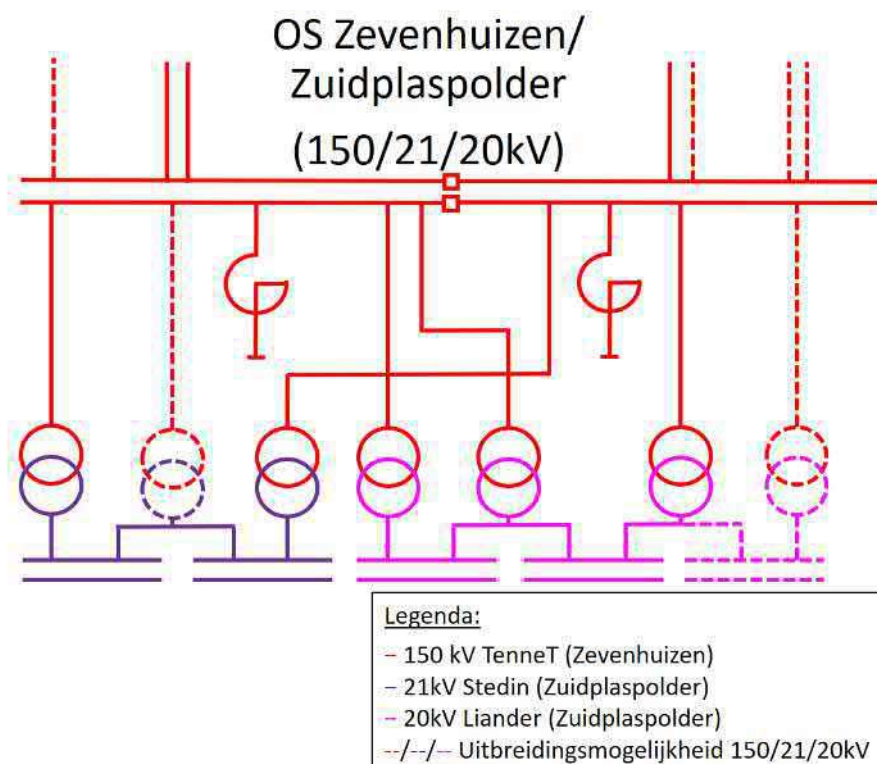 OS Zevenhuizen/
Zuidplaspolder
(150/21/20kV)
Legenda:
- 150 kV TenneT (Zevenhuizen)
- 21kV Stedin (Zuidplaspolder)
- 20kV Liander (Zuidplaspolder)
--/--/-- Uitbreidingsmogelijkheid 150/21/20kV